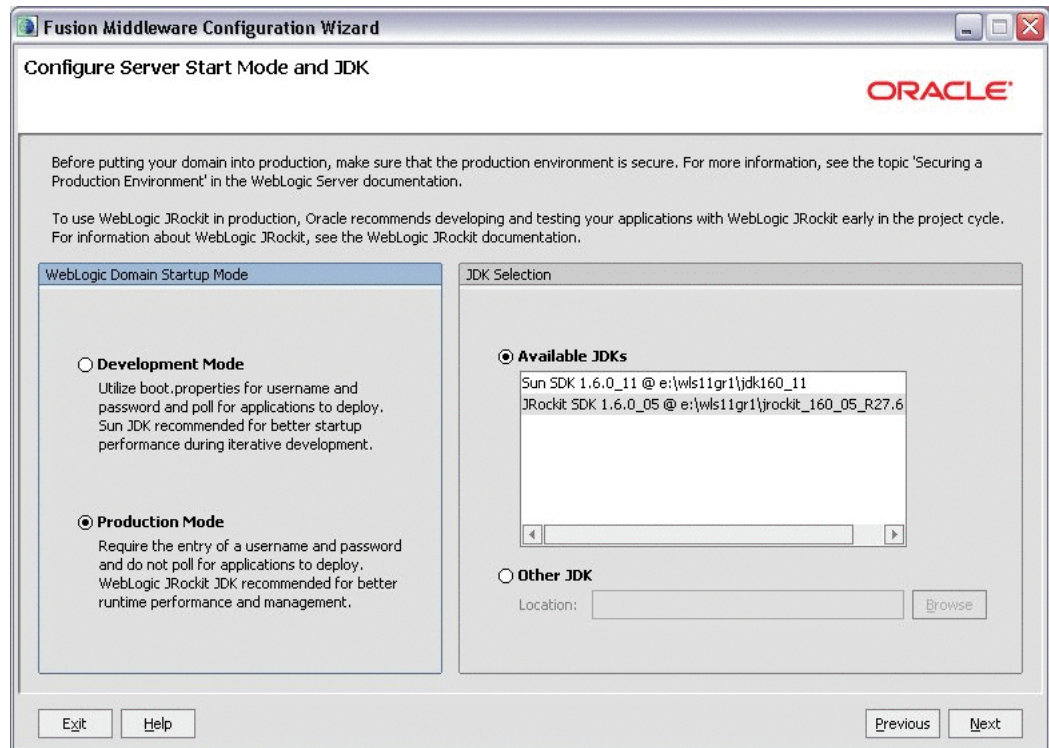 Fusion Middleware Configuration Wizard
Configure Server Start Mode and JDK
ORACLE
Before putting your domain into production, make sure that the production environment is secure. For more information, see the topic 'Securing a
Production Environment' in the WebLogic Server documentation.
To use WebLogic JRockit in production, Oracle recommends developing and testing your applications with WebLogic JRockit early in the project cycle.
For information about WebLogic JRockit, see the WebLogic JRockit documentation.
WebLogic Domain Startup Mode
Development Mode
Utilize boot.properties for username and
password and poll for applications to deploy.
Sun JDK recommended for better startup
performance during iterative development.
Production Mode
Require the entry of a username and password
and do not poll for applications to deploy.
WebLogic JRockit JDK recommended for better
runtime performance and management.
JDK Selection
Available JDKs
Sun SDK 1.6.0_11 @ e:\wls11gr1\jdk160_11
JRockit SDK 1.6.0_05 @ e:\wls11gr1\jrockit_160_05_R27.6
Other JDK
Location:
Browse
Exit
Help
Previous
Next